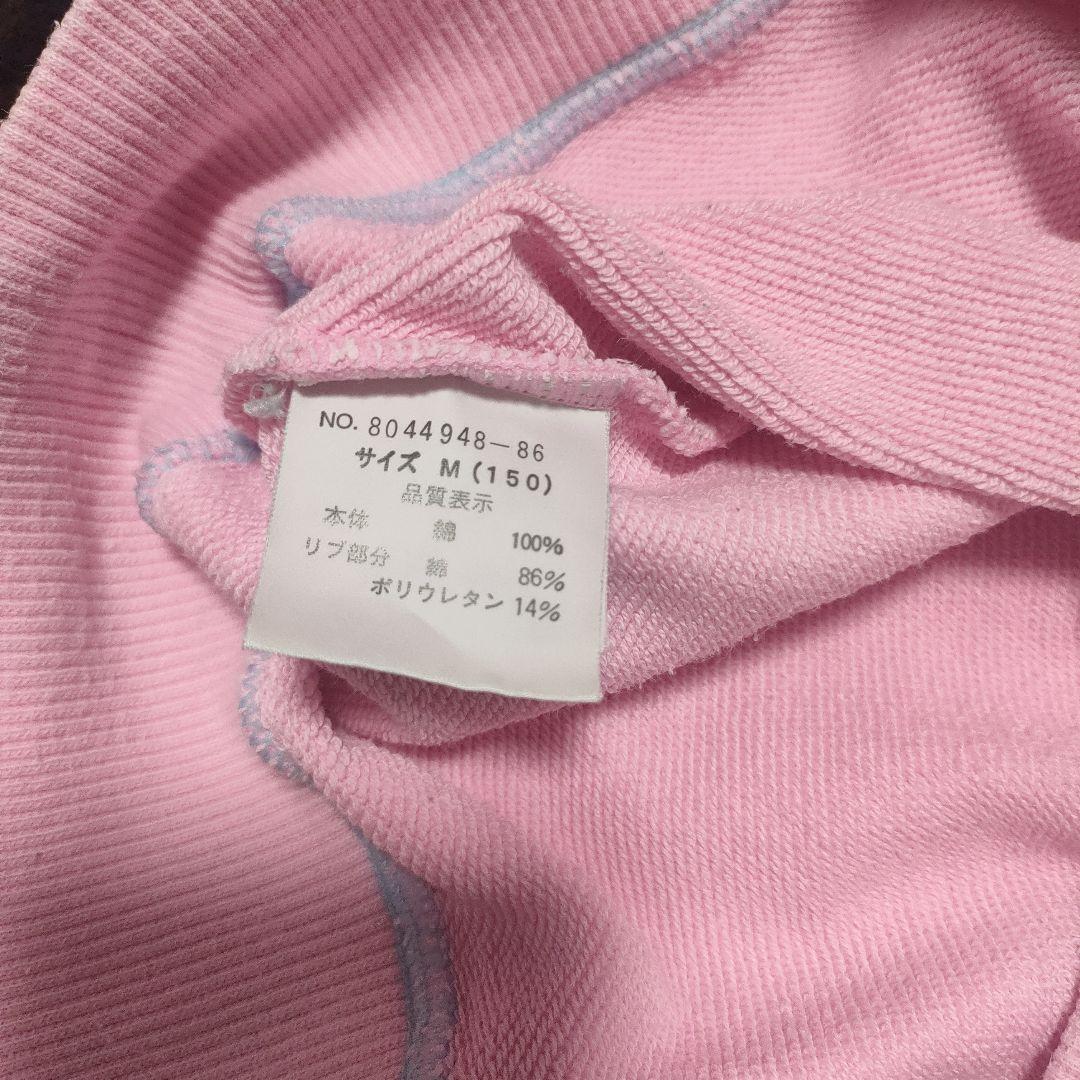 NO. 8044948-86
サイズ M(150)
品質表示
本体 綿 100%
リブ部分 綿 86%
ポリウレタン 14%